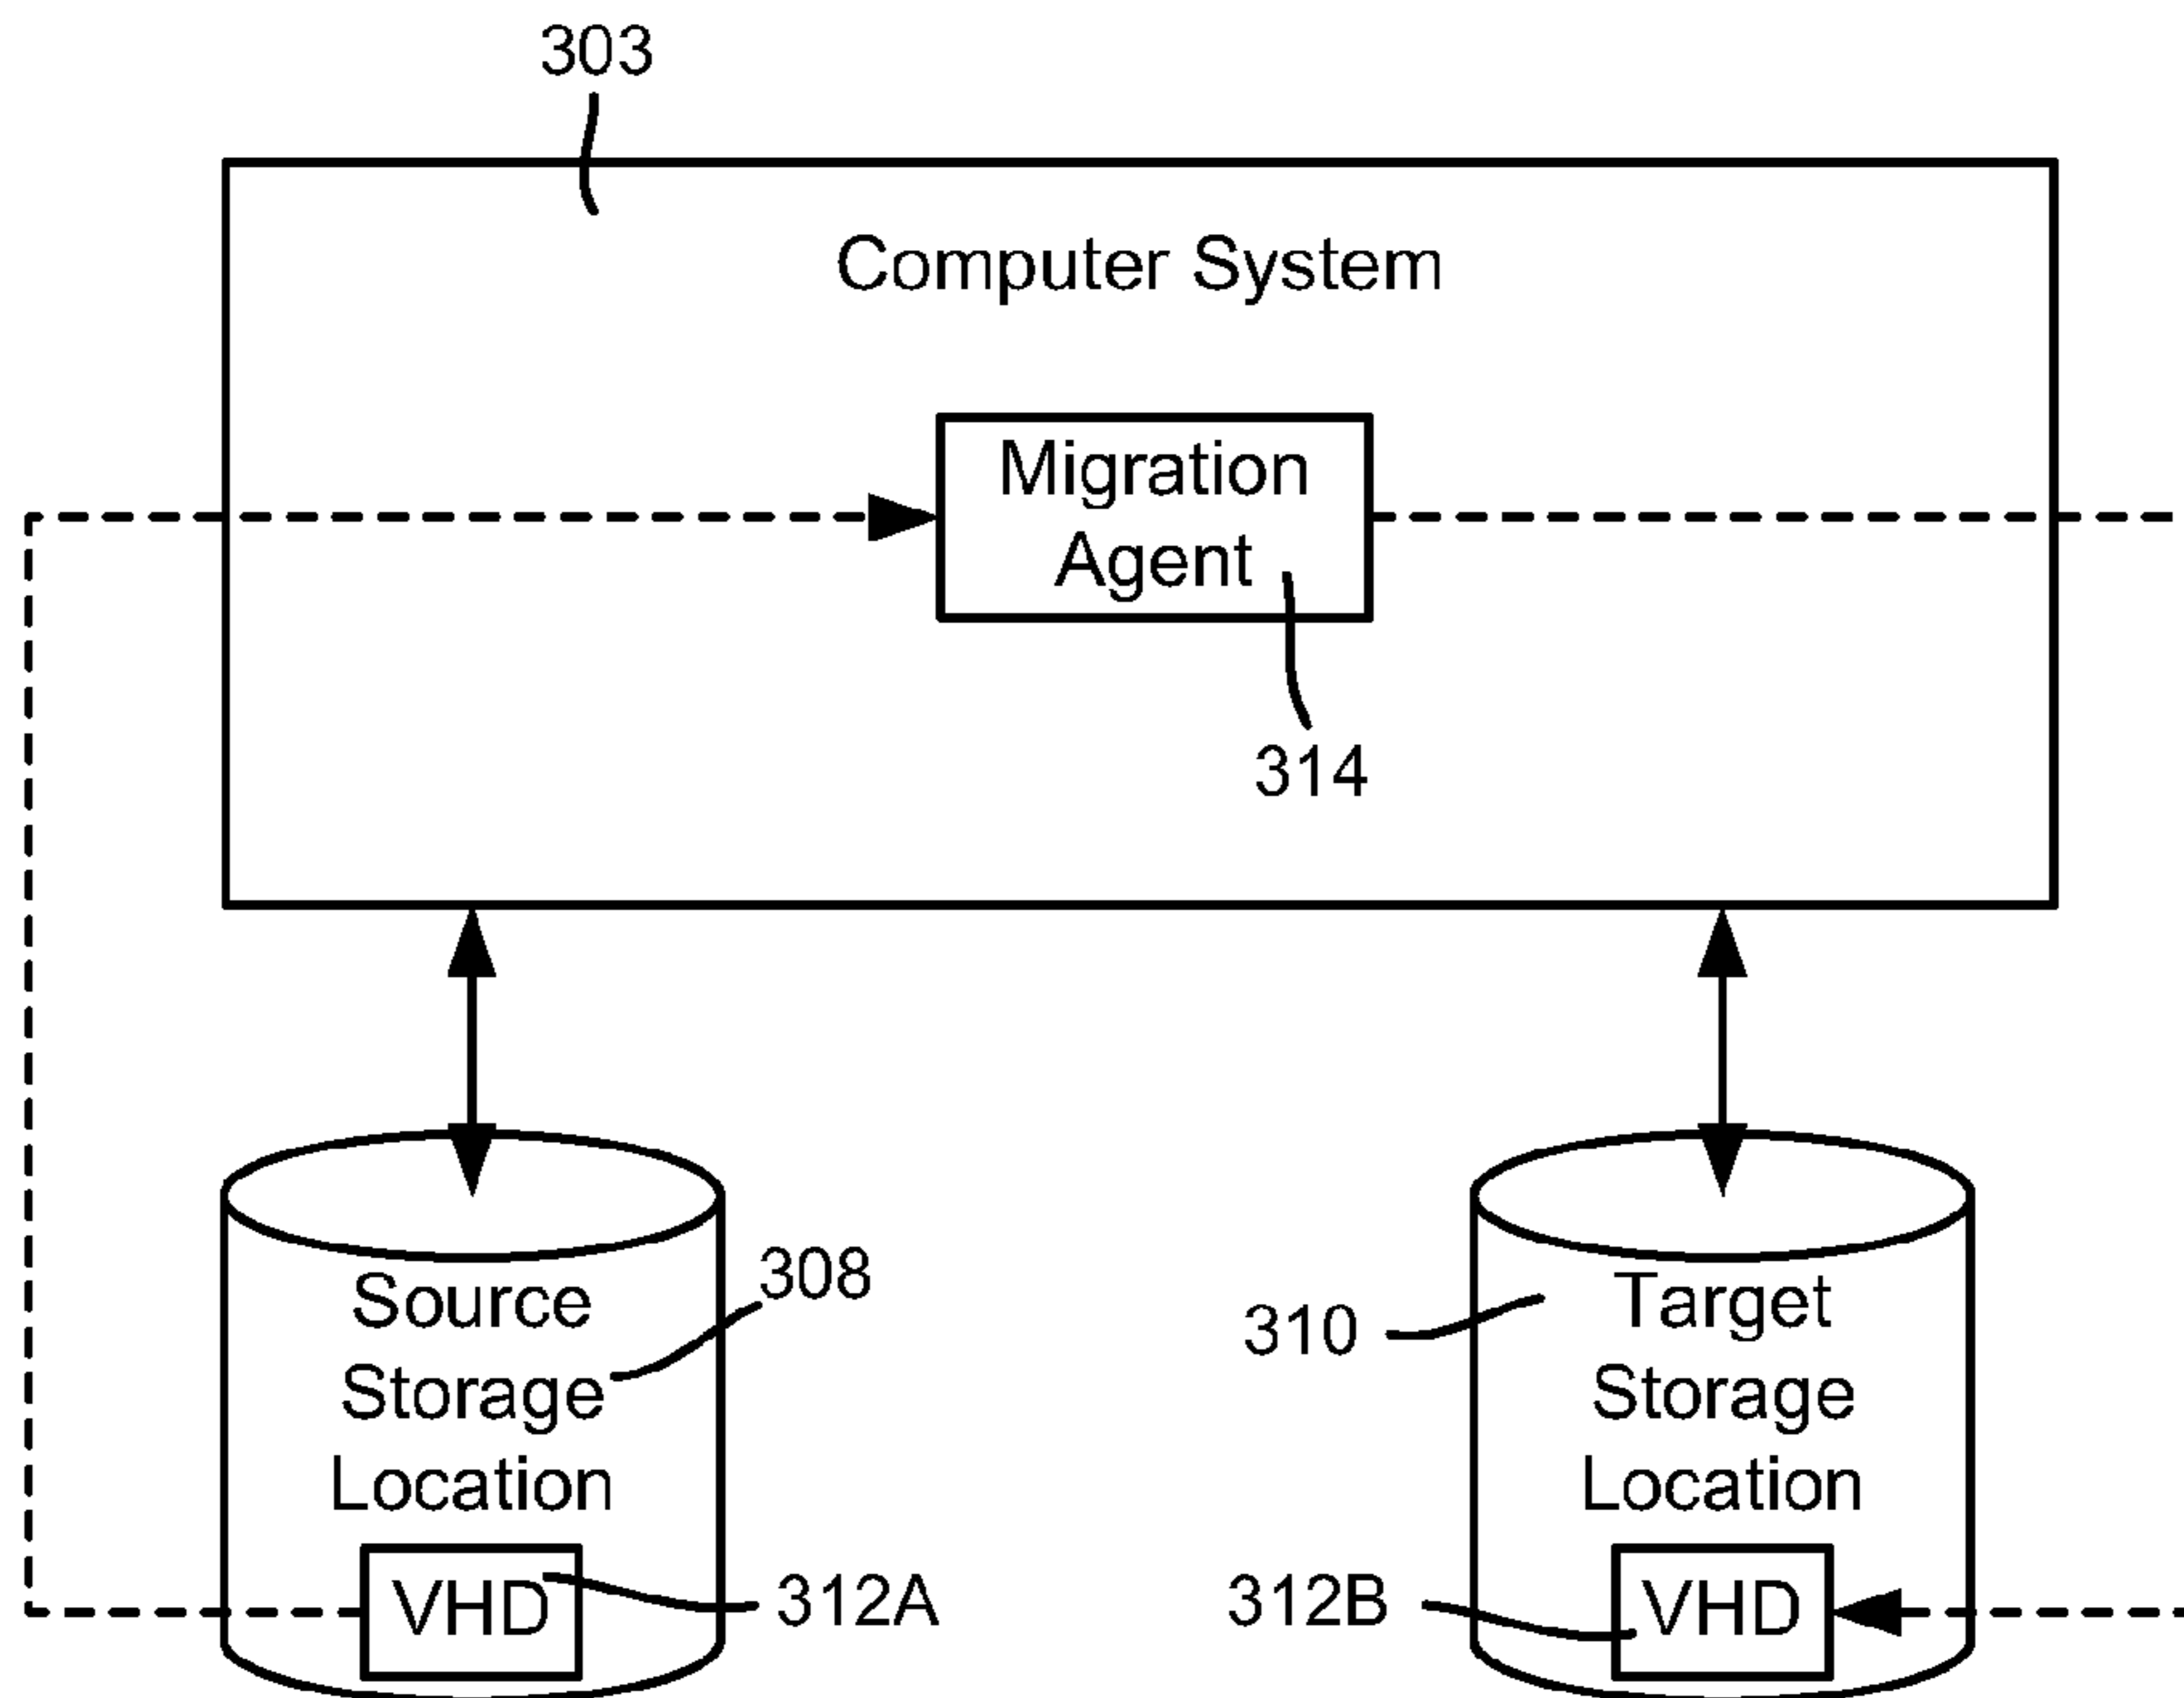 303
Computer System
Migration
Agent
314
Source
Storage
Location
308
VHD
312A
310
Target
Storage
Location
312B
VHD